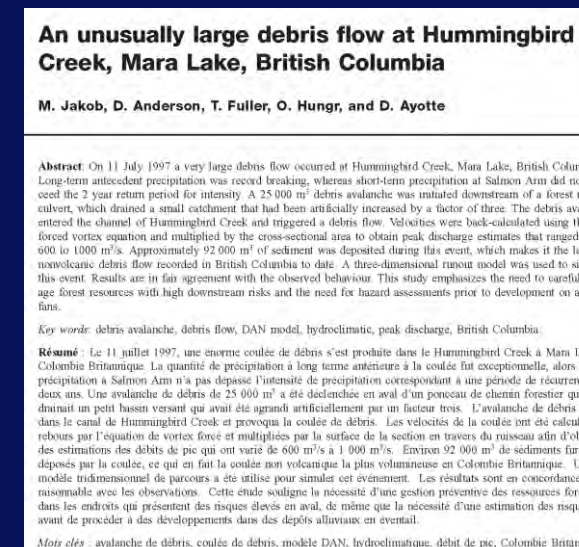 An unusually large debris flow at Hummingbird
Creek, Mara Lake, British Columbia
M. Jakob, D. Anderson, T. Fuller, O. Hungr, and D. Ayotte
Abstract: On 11 July 1997 a very large debris flow occurred at Hummingbird Creek, Mara Lake, British Colum
Long-term antecedent precipitation was record breaking, whereas short-term precipitation at Salmon Arm did no
ceed the 2 year return period for intensity. A 25 000 m³ debris avalanche was initiated downstream of a forest r
culvert, which drained a small catchment that had been artificially increased by a factor of three. The debris ava
entered the channel of Hummingbird Creek and triggered a debris flow. Velocities were back-calculated using th
forced vortex equation and multiplied by the cross-sectional area to obtain peak discharge estimates that ranged
600 to 1000 m³/s. Approximately 92 000 m³ of sediment was deposited during this event, which makes it the la
nonvolcanic debris flow recorded in British Columbia to date. A three-dimensional runout model was used to si
this event. Results are in fair agreement with the observed behaviour. This study emphasizes the need to careful
age forest resources with high downstream risks and the need for hazard assessments prior to development on a
fans.
Key words: debris avalanche, debris flow, DAN model, hydroclimatic, peak discharge, British Columbia.
Résumé : Le 11 juillet 1997, une énorme coulée de débris s'est produite dans le Hummingbird Creek à Mara L
Colombie Britannique. La quantité de précipitation à long terme antérieure à la coulée fut exceptionnelle, alors
précipitation à Salmon Arm n'a pas dépassé l'intensité de précipitation correspondant à une période de récurren
deux ans. Une avalanche de débris de 25 000 m³ a été déclenchée en aval d'un ponceau de chemin forestier qu
drainait un petit bassin versant qui avait été agrandi artificiellement par un facteur trois. L'avalanche de débris
dans le canal de Hummingbird Creek et provoqua la coulée de débris. Les vélocités de la coulée ont été calcul
rebours par l'équation de vortex forcé et multipliées par la surface de la section en travers du ruisseau afin d'ob
des estimations des débits de pic qui ont varié de 600 m³/s à 1 000 m³/s. Environ 92 000 m³ de sédiments fur
déposés par la coulée, ce qui en fait la coulée non volcanique la plus volumineuse en Colombie Britannique. U
modèle tridimensionnel de parcours a été utilisé pour simuler cet événement. Les résultats sont en concordance
raisonnable avec les observations. Cette étude souligne la nécessité d'une gestion préventive des ressources for
dans les endroits qui présentent des risques élevés en aval, de même que la nécessité d'une estimation des risqu
avant de procéder à des développements dans des dépôts alluviaux en éventail.
Mots clés : avalanche de débris, coulée de débris, modèle DAN, hydroclimatique, débit de pic, Colombie Britan